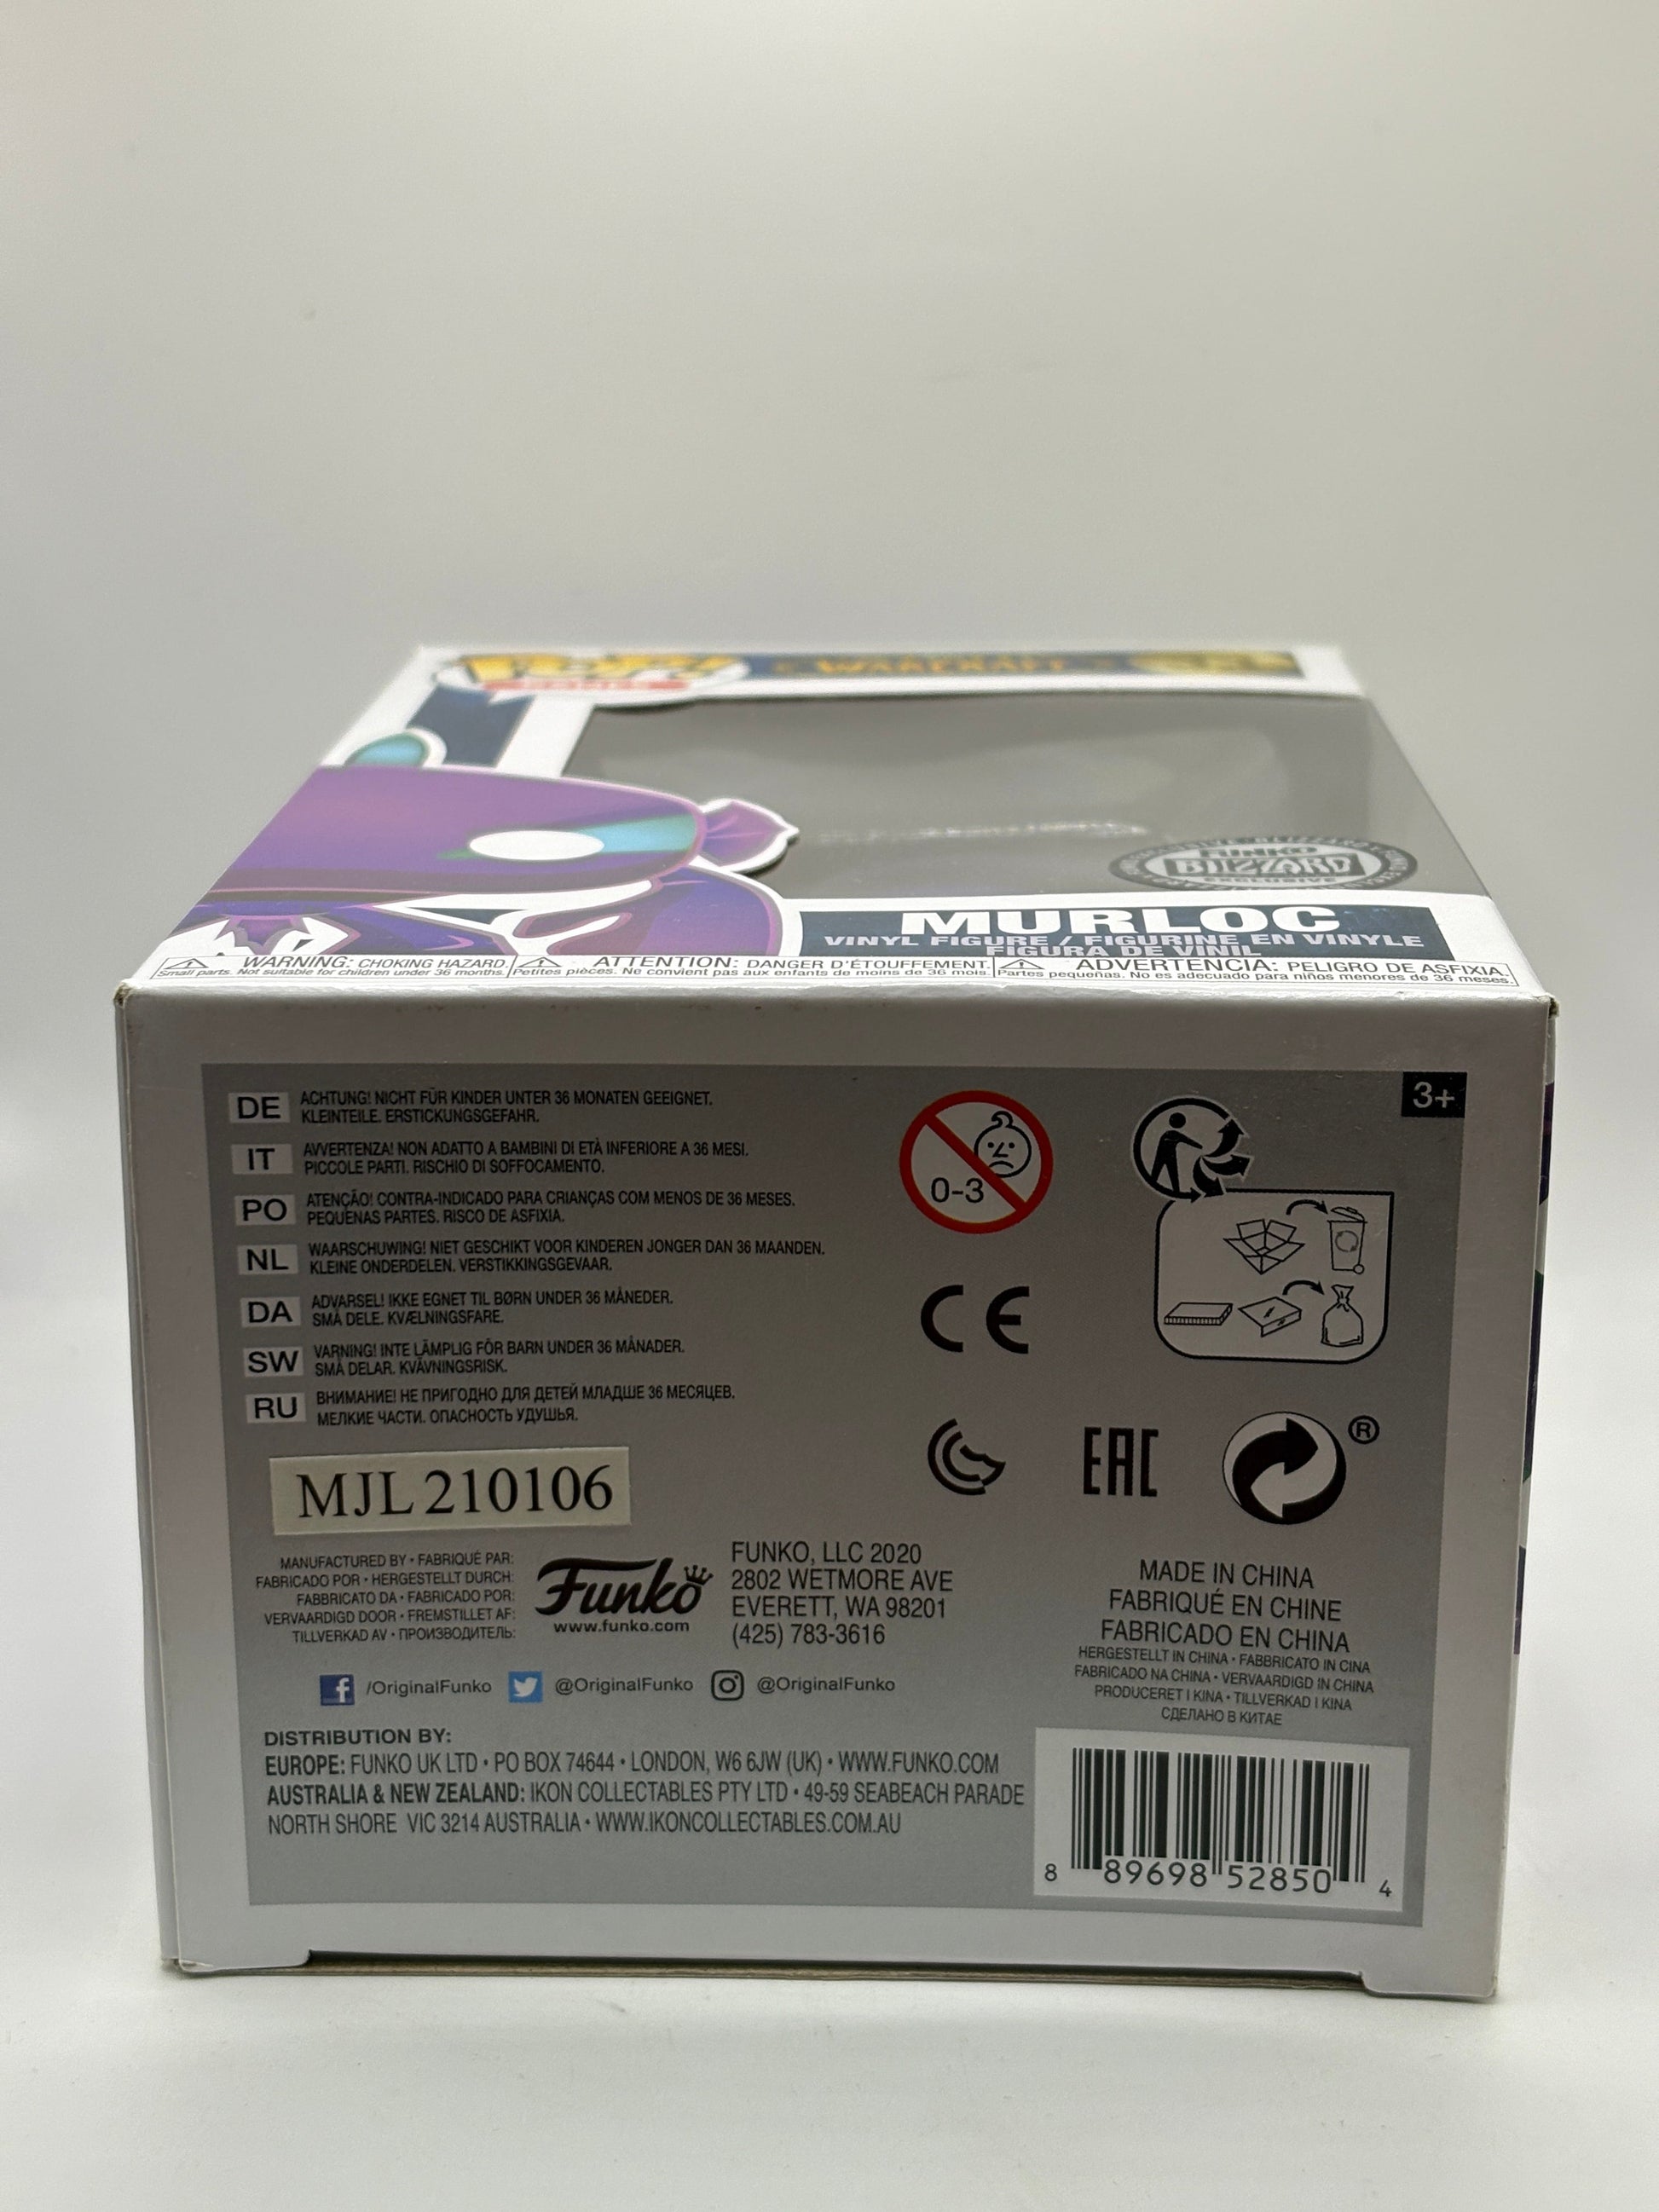 POP!
GAMES
WARCRAFT
FUNKO
BLIZZARD
EXCLUSIVE
MURLOC
VINYL FIGURE / FIGURINE EN VINYLE
FIGURA DE VINIL
WARNING: CHOKING HAZARD.
Small parts. Not suitable for children under 36 months.
ATTENTION: DANGER D'ÉTOUFFEMENT.
Petites pièces. Ne convient pas aux enfants de moins de 36 mois.
ADVERTENCIA: PELIGRO DE ASFIXIA.
Partes pequeñas. No es adecuado para niños menores de 36 meses.
3+
DE ACHTUNG! NICHT FÜR KINDER UNTER 36 MONATEN GEEIGNET.
KLEINTEILE. ERSTICKUNGSGEFAHR.
IT AVVERTENZA! NON ADATTO A BAMBINI DI ETÀ INFERIORE A 36 MESI.
PICCOLE PARTI. RISCHIO DI SOFFOCAMENTO.
PO ATENÇÃO! CONTRA-INDICADO PARA CRIANÇAS COM MENOS DE 36 MESES.
PEQUENAS PARTES. RISCO DE ASFIXIA.
NL WAARSCHUWING! NIET GESCHIKT VOOR KINDEREN JONGER DAN 36 MAANDEN.
KLEINE ONDERDELEN. VERSTIKKINGSGEVAAR.
DA ADVARSEL! IKKE EGNET TIL BØRN UNDER 36 MÅNEDER.
SMÅ DELE. KVÆLNINGSFARE.
SW VARNING! INTE LÄMPLIG FÖR BARN UNDER 36 MÅNADER.
SMÅ DELAR. KVÄVNINGSRISK.
RU ВНИМАНИЕ! НЕ ПРИГОДНО ДЛЯ ДЕТЕЙ МЛАДШЕ 36 МЕСЯЦЕВ.
МЕЛКИЕ ЧАСТИ. ОПАСНОСТЬ УДУШЬЯ.
0-3
CE
EAC
®
MJL 210106
MANUFACTURED BY • FABRIQUÉ PAR:
FABRICADO POR • HERGESTELLT DURCH:
FABBRICATO DA • FABRICADO POR:
VERVAARDIGD DOOR • FREMSTILLET AF:
TILLVERKAD AV • ПРОИЗВОДИТЕЛЬ:
Funko
www.funko.com
FUNKO, LLC 2020
2802 WETMORE AVE
EVERETT, WA 98201
(425) 783-3616
MADE IN CHINA
FABRIQUÉ EN CHINE
FABRICADO EN CHINA
HERGESTELLT IN CHINA • FABBRICATO IN CINA
FABRICADO NA CHINA • VERVAARDIGD IN CHINA
PRODUCERET I KINA • TILLVERKAD I KINA
СДЕЛАНО В КИТАЕ
/OriginalFunko @OriginalFunko @OriginalFunko
DISTRIBUTION BY:
EUROPE: FUNKO UK LTD • PO BOX 74644 • LONDON, W6 6JW (UK) • WWW.FUNKO.COM
AUSTRALIA & NEW ZEALAND: IKON COLLECTABLES PTY LTD • 49-59 SEABEACH PARADE
NORTH SHORE VIC 3214 AUSTRALIA • WWW.IKONCOLLECTABLES.COM.AU
8 89698 52850 4